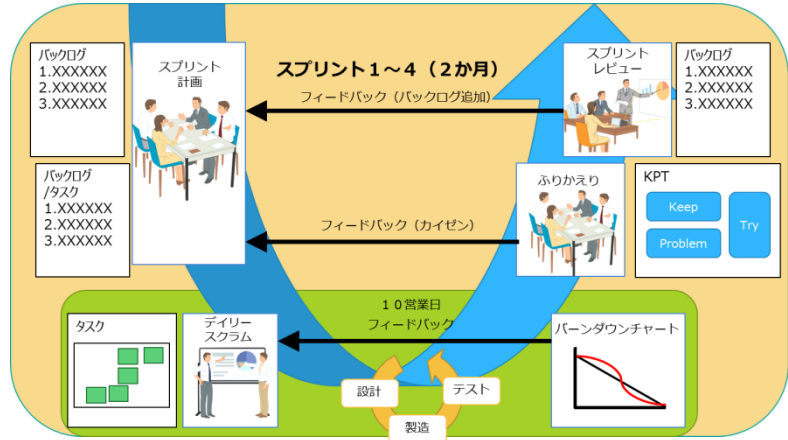 バックログ
1.XXXXXX
2.XXXXXX
3.XXXXXX
スプリント
計画
スプリント１～４（２か月）
フィードバック（バックログ追加）
スプリント
レビュー
バックログ
1.XXXXXX
2.XXXXXX
3.XXXXXX
バックログ
/タスク
1.XXXXXX
2.XXXXXX
3.XXXXXX
フィードバック（カイゼン）
ふりかえり
KPT
Keep
Problem
Try
タスク
デイリー
スクラム
１０営業日
フィードバック
バーンダウンチャート
設計
テスト
製造